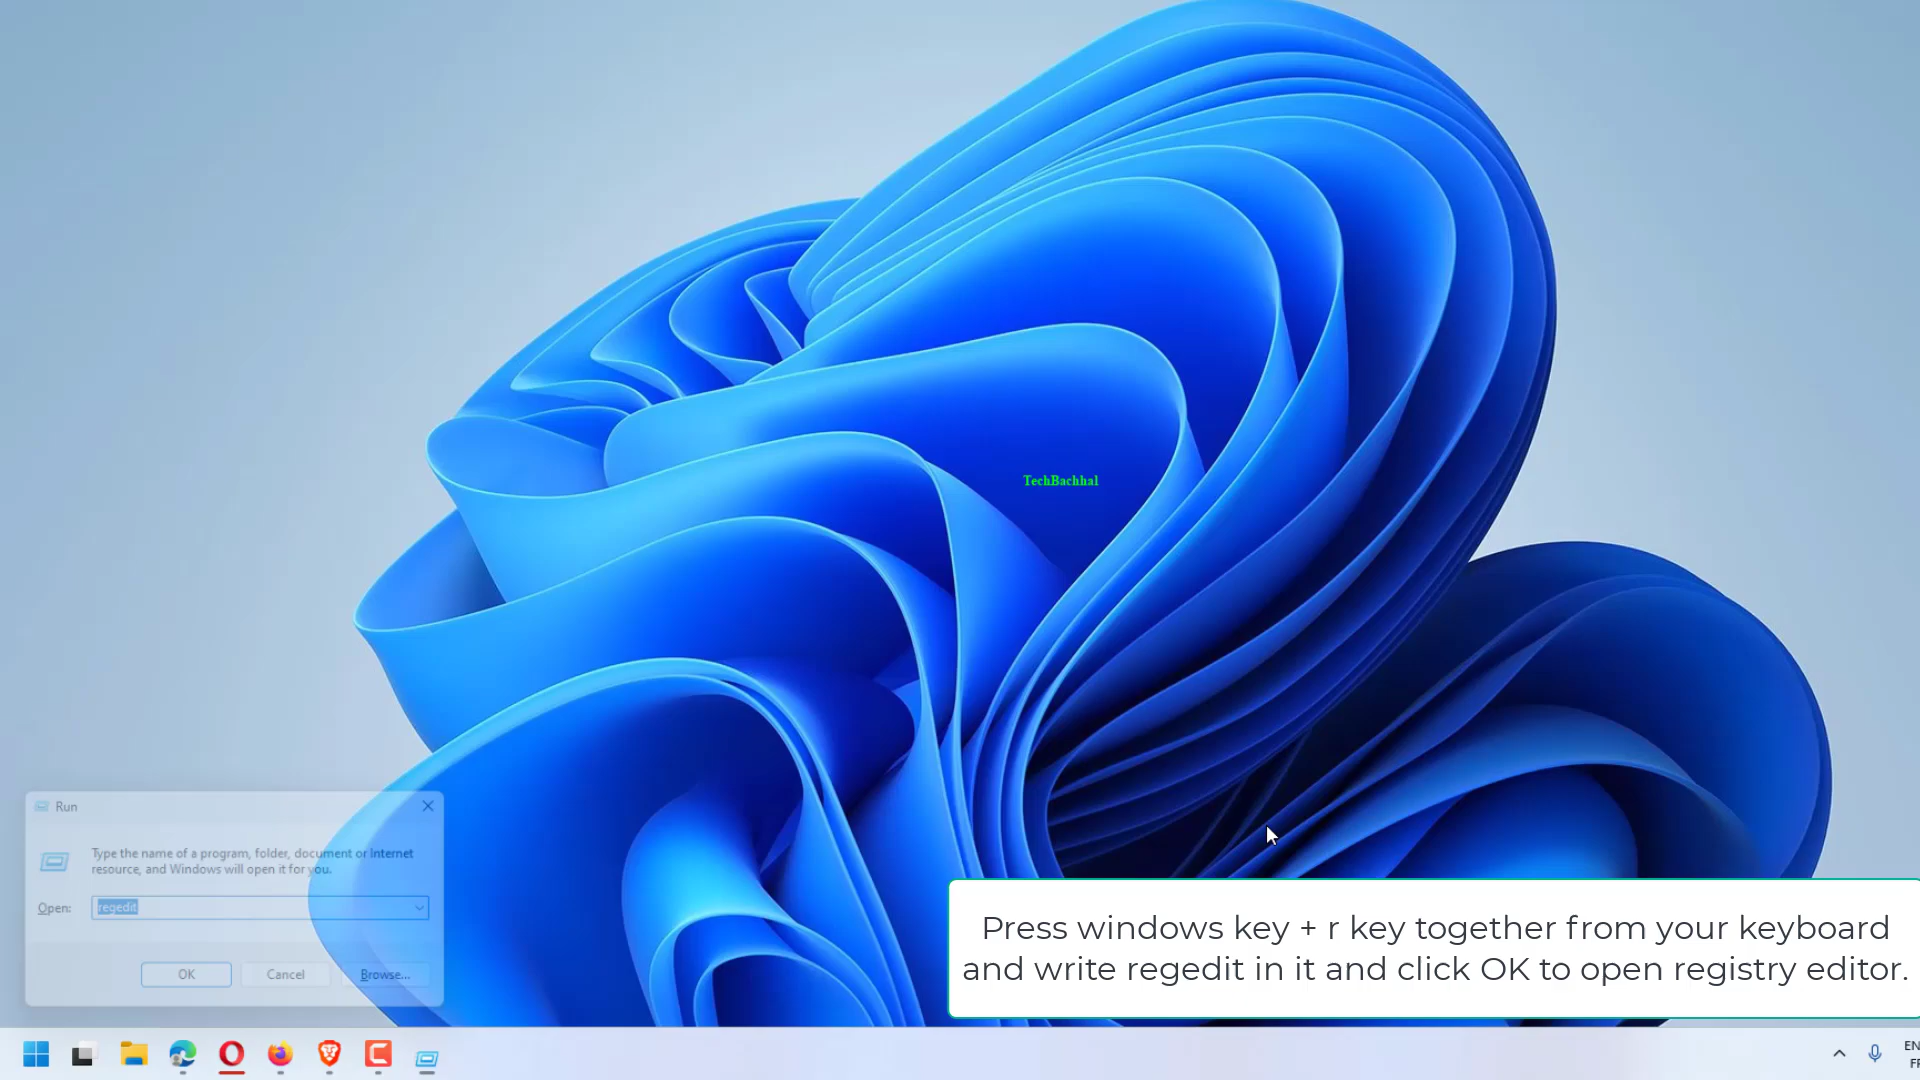 TechBachhal
Run
Type the name of a program, folder, document or Internet
resource, and Windows will open it for you.
Open:
regedit
OK
Cancel
Browse...
Press windows key + r key together from your keyboard
and write regedit in it and click OK to open registry editor.
EN
FR